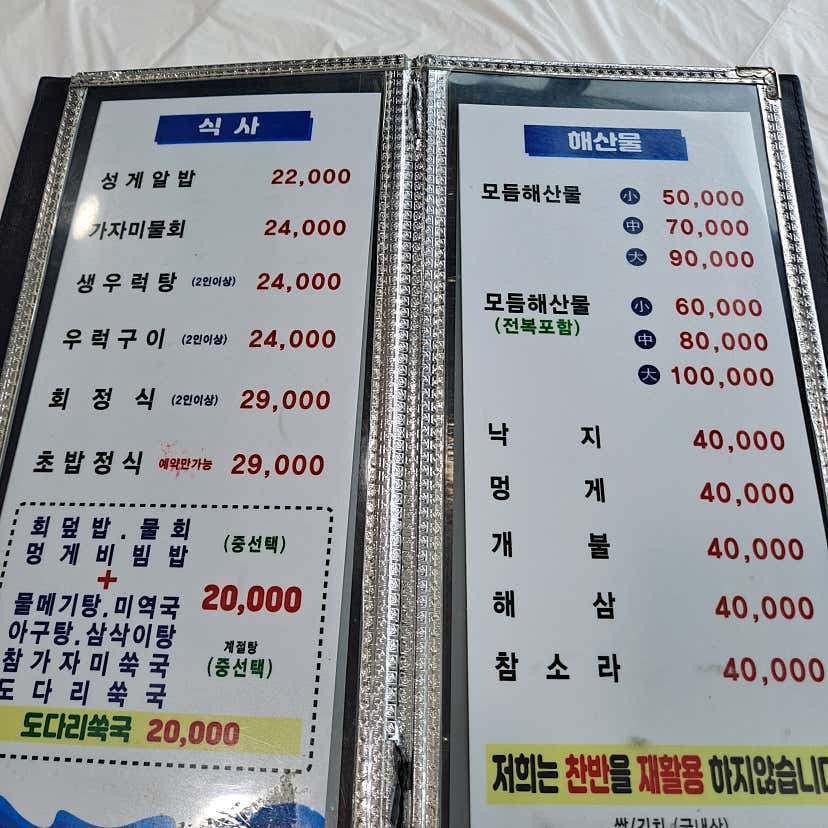 식사
성게알밥 22,000
가자미물회 24,000
생우럭탕 (2인이상) 24,000
우럭구이 (2인이상) 24,000
회 정 식 (2인이상) 29,000
초밥정식 예약만가능 29,000
회덮밥.물회
멍게비빔밥
(중선택)
+
20,000
물메기탕.미역국
아구탕.삼삭이탕
참가자미쑥국
도다리쑥국
계절탕
(중선택)
도다리쑥국 20,000
해산물
모듬해산물 小 50,000
中 70,000
大 90,000
모듬해산물 小 60,000
(전복포함) 中 80,000
大 100,000
낙 지 40,000
멍 게 40,000
개 불 40,000
해 삼 40,000
참 소 라 40,000
저희는 찬반을 재활용 하지않습니다
쌀/김치 (국내산)